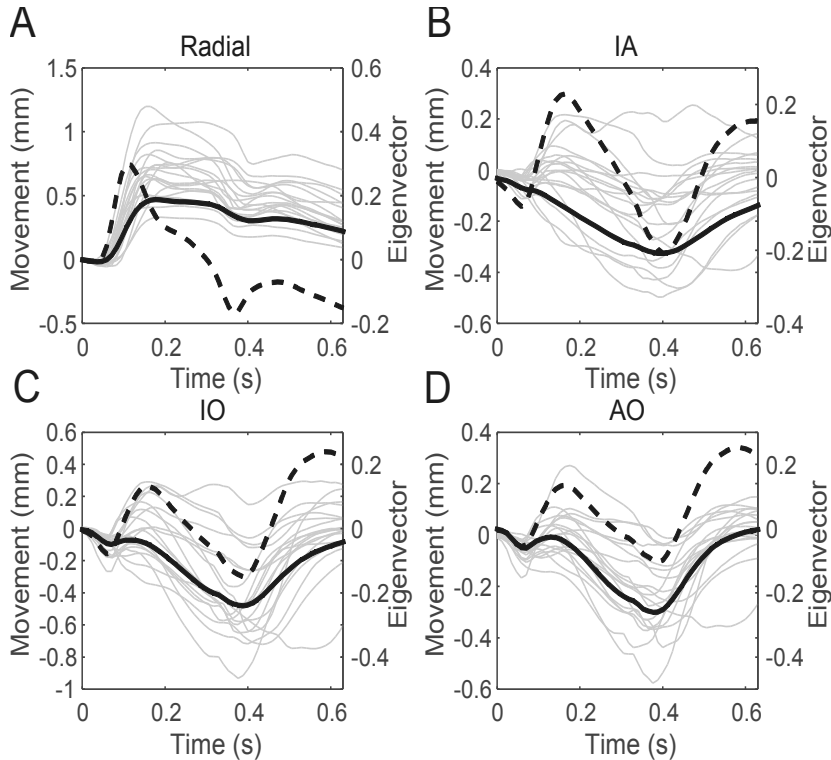 A
Radial
Movement (mm)
1.5
1
0.5
0
-0.5
0.6
0.4
0.2
0
-0.2
Eigenvector
0 0.2 0.4 0.6
Time (s)
B
IA
Movement (mm)
0.4
0.2
0
-0.2
-0.4
-0.6
0.2
0
-0.2
-0.4
Eigenvector
0 0.2 0.4 0.6
Time (s)
C
IO
Movement (mm)
0.6
0.4
0.2
0
-0.2
-0.4
-0.6
-0.8
-1
0.2
0
-0.2
-0.4
Eigenvector
0 0.2 0.4 0.6
Time (s)
D
AO
Movement (mm)
0.4
0.2
0
-0.2
-0.4
-0.6
0.2
0
-0.2
-0.4
Eigenvector
0 0.2 0.4 0.6
Time (s)